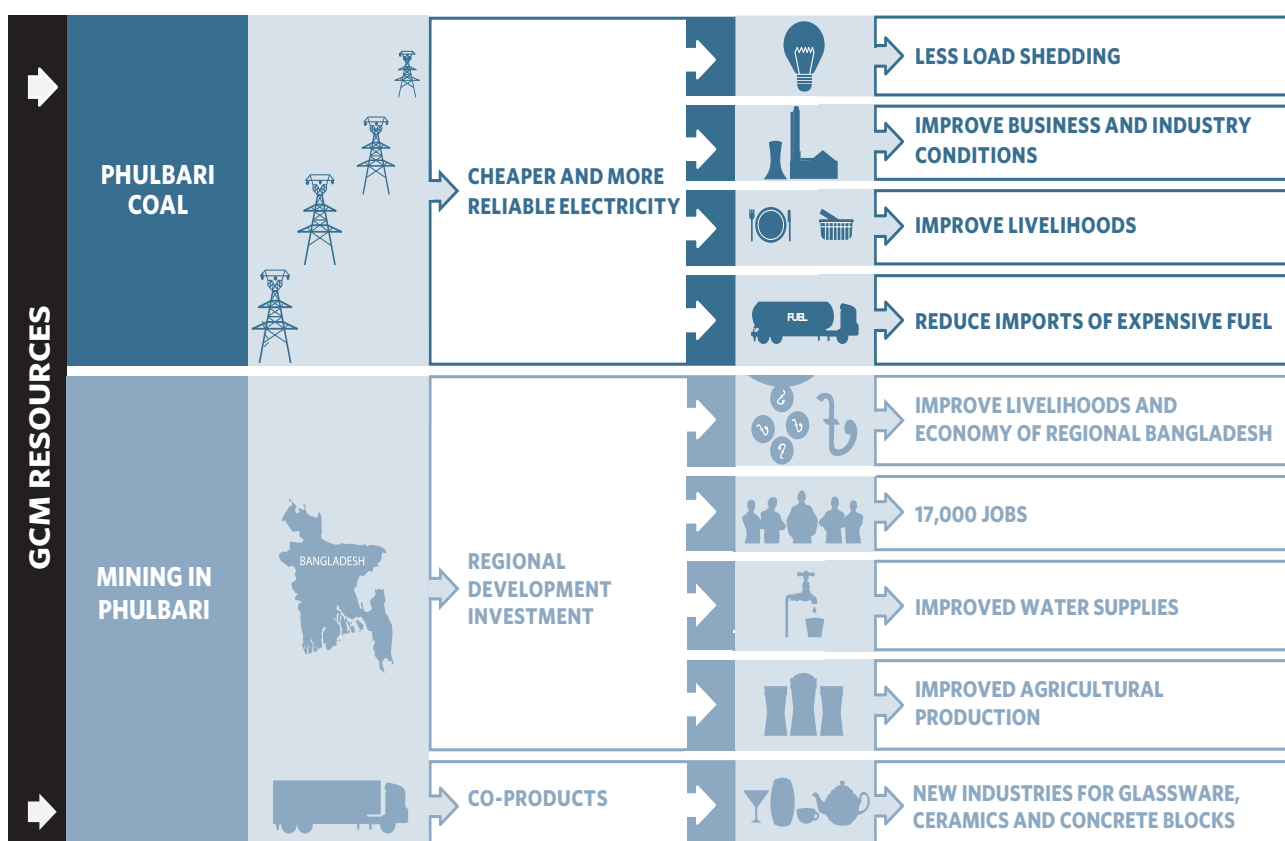 GCM RESOURCES
PHULBARI
COAL
CHEAPER AND MORE
RELIABLE ELECTRICITY
LESS LOAD SHEDDING
IMPROVE BUSINESS AND INDUSTRY
CONDITIONS
IMPROVE LIVELIHOODS
FUEL
REDUCE IMPORTS OF EXPENSIVE FUEL
MINING IN
PHULBARI
BANGLADESH
REGIONAL
DEVELOPMENT
INVESTMENT
IMPROVE LIVELIHOODS AND
ECONOMY OF REGIONAL BANGLADESH
17,000 JOBS
IMPROVED WATER SUPPLIES
IMPROVED AGRICULTURAL
PRODUCTION
CO-PRODUCTS
NEW INDUSTRIES FOR GLASSWARE,
CERAMICS AND CONCRETE BLOCKS